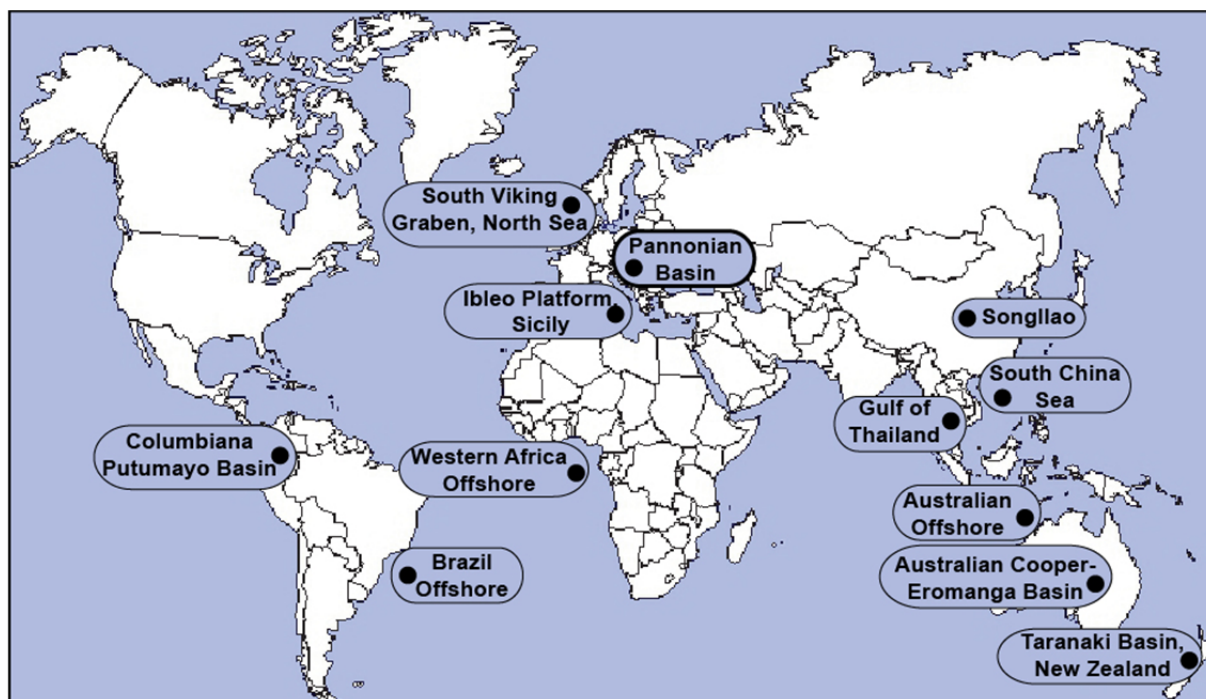 South Viking
Graben, North Sea
Pannonian
Basin
Ibleo Platform,
Sicily
Songllao
South China
Sea
Gulf of
Thailand
Columbiana
Putumayo Basin
Western Africa
Offshore
Australian
Offshore
Brazil
Offshore
Australian Cooper-
Eromanga Basin
Taranaki Basin,
New Zealand